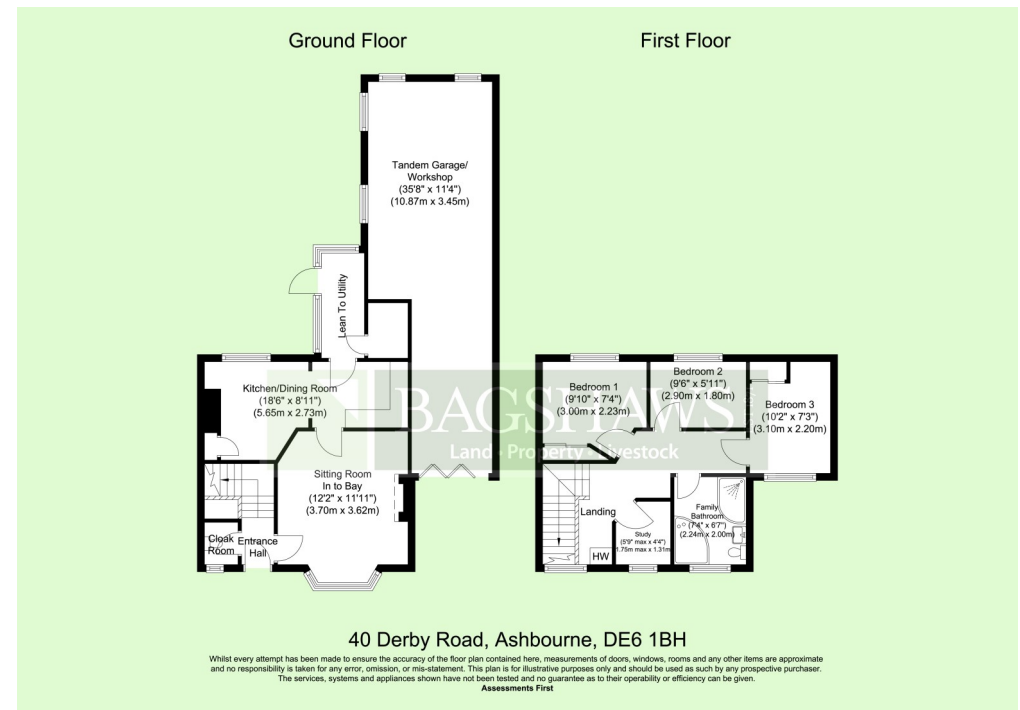 Ground Floor
First Floor
Tandem Garage/
Workshop
(35'8" x 11'4")
(10.87m x 3.45m)
Lean To Utility
Kitchen/Dining Room
(18'6" x 8'11")
(5.65m x 2.73m)
Sitting Room
In to Bay
(12'2" x 11'11")
(3.70m x 3.62m)
Cloak
Room
Entrance
Hall
Bedroom 1
(9'10" x 7'4")
(3.00m x 2.23m)
Bedroom 2
(9'6" x 5'11")
(2.90m x 1.80m)
Bedroom 3
(10'2" x 7'3")
(3.10m x 2.20m)
Landing
HW
Study
(5'9" max x 4'4")
1.75m max x 1.31m
Family
Bathroom
(7'4" x 6'7")
(2.24m x 2.00m)
BAGSHAWS
Land · Property · Livestock
40 Derby Road, Ashbourne, DE6 1BH
Whilst every attempt has been made to ensure the accuracy of the floor plan contained here, measurements of doors, windows, rooms and any other items are approximate
and no responsibility is taken for any error, omission, or mis-statement. This plan is for illustrative purposes only and should be used as such by any prospective purchaser.
The services, systems and appliances shown have not been tested and no guarantee as to their operability or efficiency can be given.
Assessments First